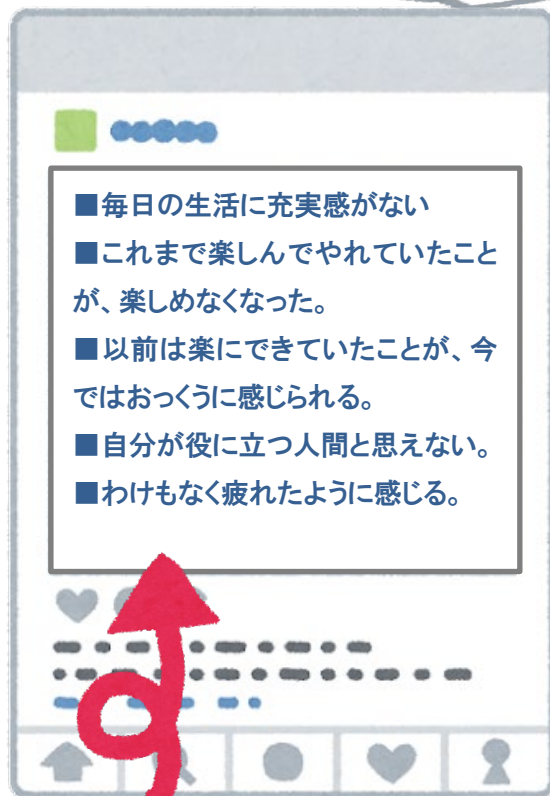 ■毎日の生活に充実感がない
■これまで楽しんでやれていたこと
が、楽しめなくなった。
■以前は楽にできていたことが、今
ではおっくうに感じられる。
■自分が役に立つ人間と思えない。
■わけもなく疲れたように感じる。